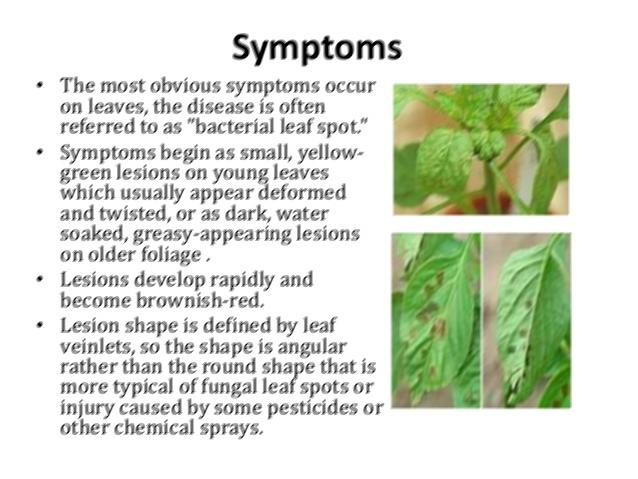 Symptoms
• The most obvious symptoms occur
on leaves, the disease is often
referred to as "bacterial leaf spot."
• Symptoms begin as small, yellow-
green lesions on young leaves
which usually appear deformed
and twisted, or as dark, water
soaked, greasy-appearing lesions
on older foliage .
• Lesions develop rapidly and
become brownish-red.
• Lesion shape is defined by leaf
veinlets, so the shape is angular
rather than the round shape that is
more typical of fungal leaf spots or
injury caused by some pesticides or
other chemical sprays.